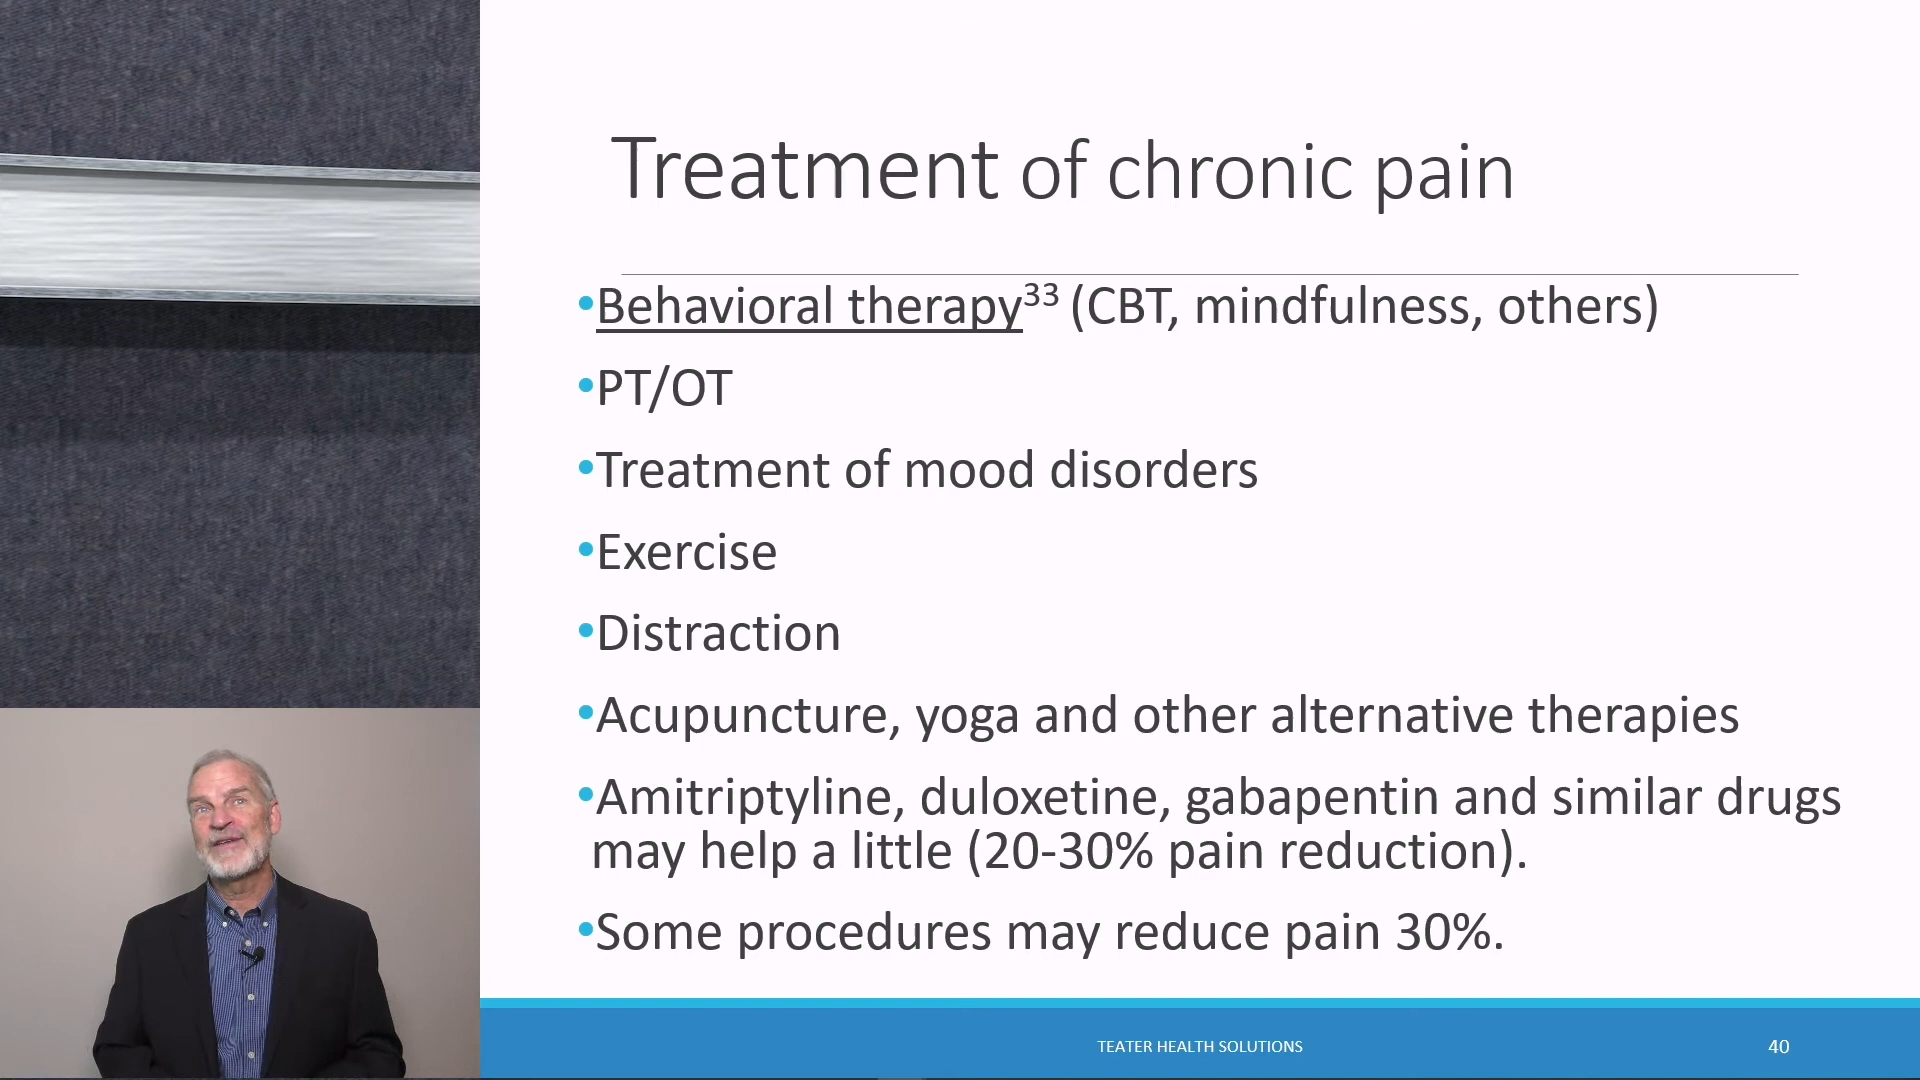 Treatment of chronic pain
•Behavioral therapy33 (CBT, mindfulness, others)
•PT/OT
•Treatment of mood disorders
•Exercise
•Distraction
•Acupuncture, yoga and other alternative therapies
•Amitriptyline, duloxetine, gabapentin and similar drugs
may help a little (20-30% pain reduction).
•Some procedures may reduce pain 30%.
TEATER HEALTH SOLUTIONS
40